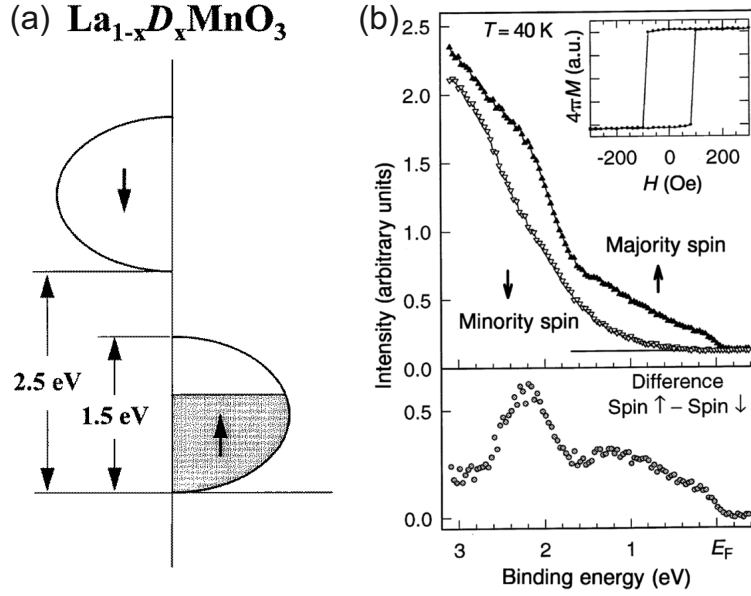 (a) La1-xDxMnO3
2.5 eV
1.5 eV
(b)
T = 40 K
Intensity (arbitrary units)
2.5
2.0
1.5
1.0
0.5
0.0
4πM (a.u.)
-200
0
200
H (Oe)
Majority spin
Minority spin
Difference
Spin ↑ – Spin ↓
0.5
0.0
3
2
1
EF
Binding energy (eV)